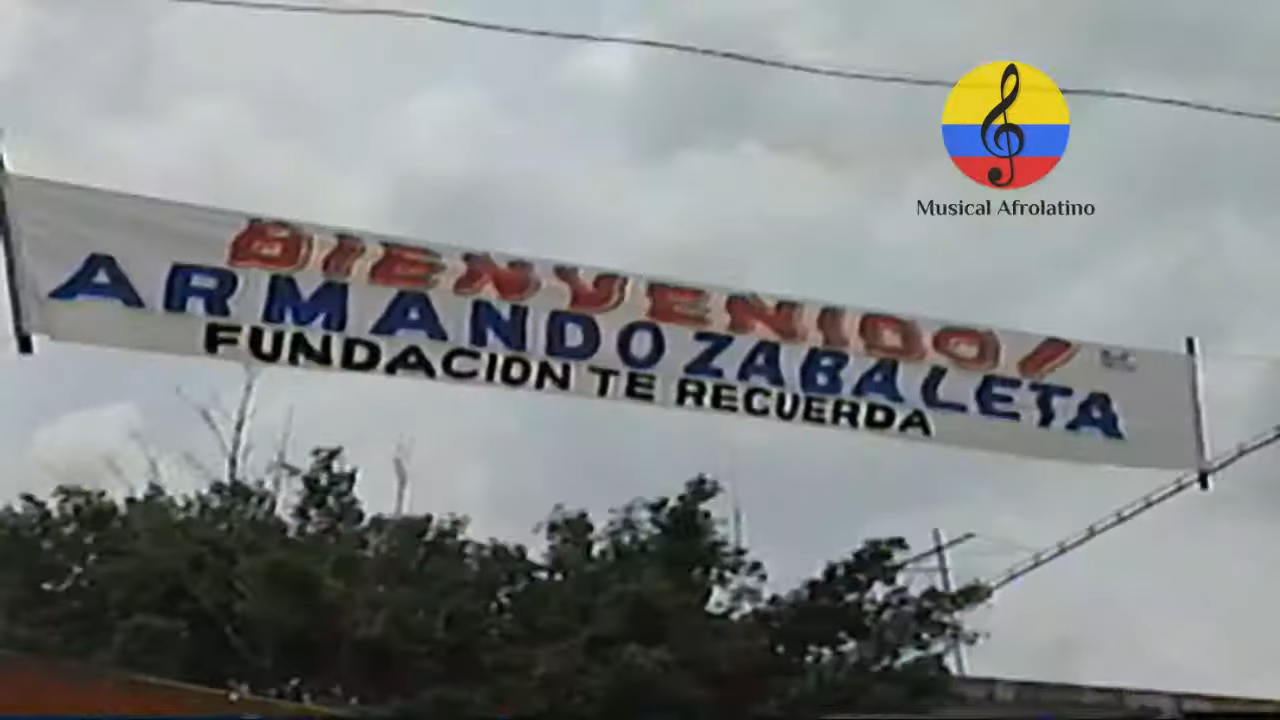 Musical Afrolatino
BIENVENIDO!
ARMANDO ZABALETA
FUNDACION TE RECUERDA